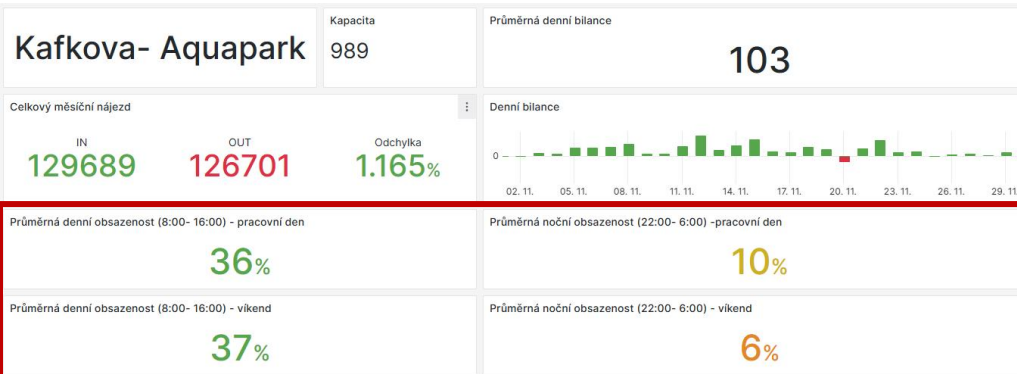 Kafkova- Aquapark
Kapacita
989
Průměrná denní bilance
103
Celkový měsíční nájezd
IN
129689
OUT
126701
Odchylka
1.165%
Denní bilance
0
02. 11. 05. 11. 08. 11. 11. 11. 14. 11. 17. 11. 20. 11. 23. 11. 26. 11. 29. 11.
Průměrná denní obsazenost (8:00- 16:00) - pracovní den
36%
Průměrná noční obsazenost (22:00- 6:00) -pracovní den
10%
Průměrná denní obsazenost (8:00- 16:00) - víkend
37%
Průměrná noční obsazenost (22:00- 6:00) - víkend
6%